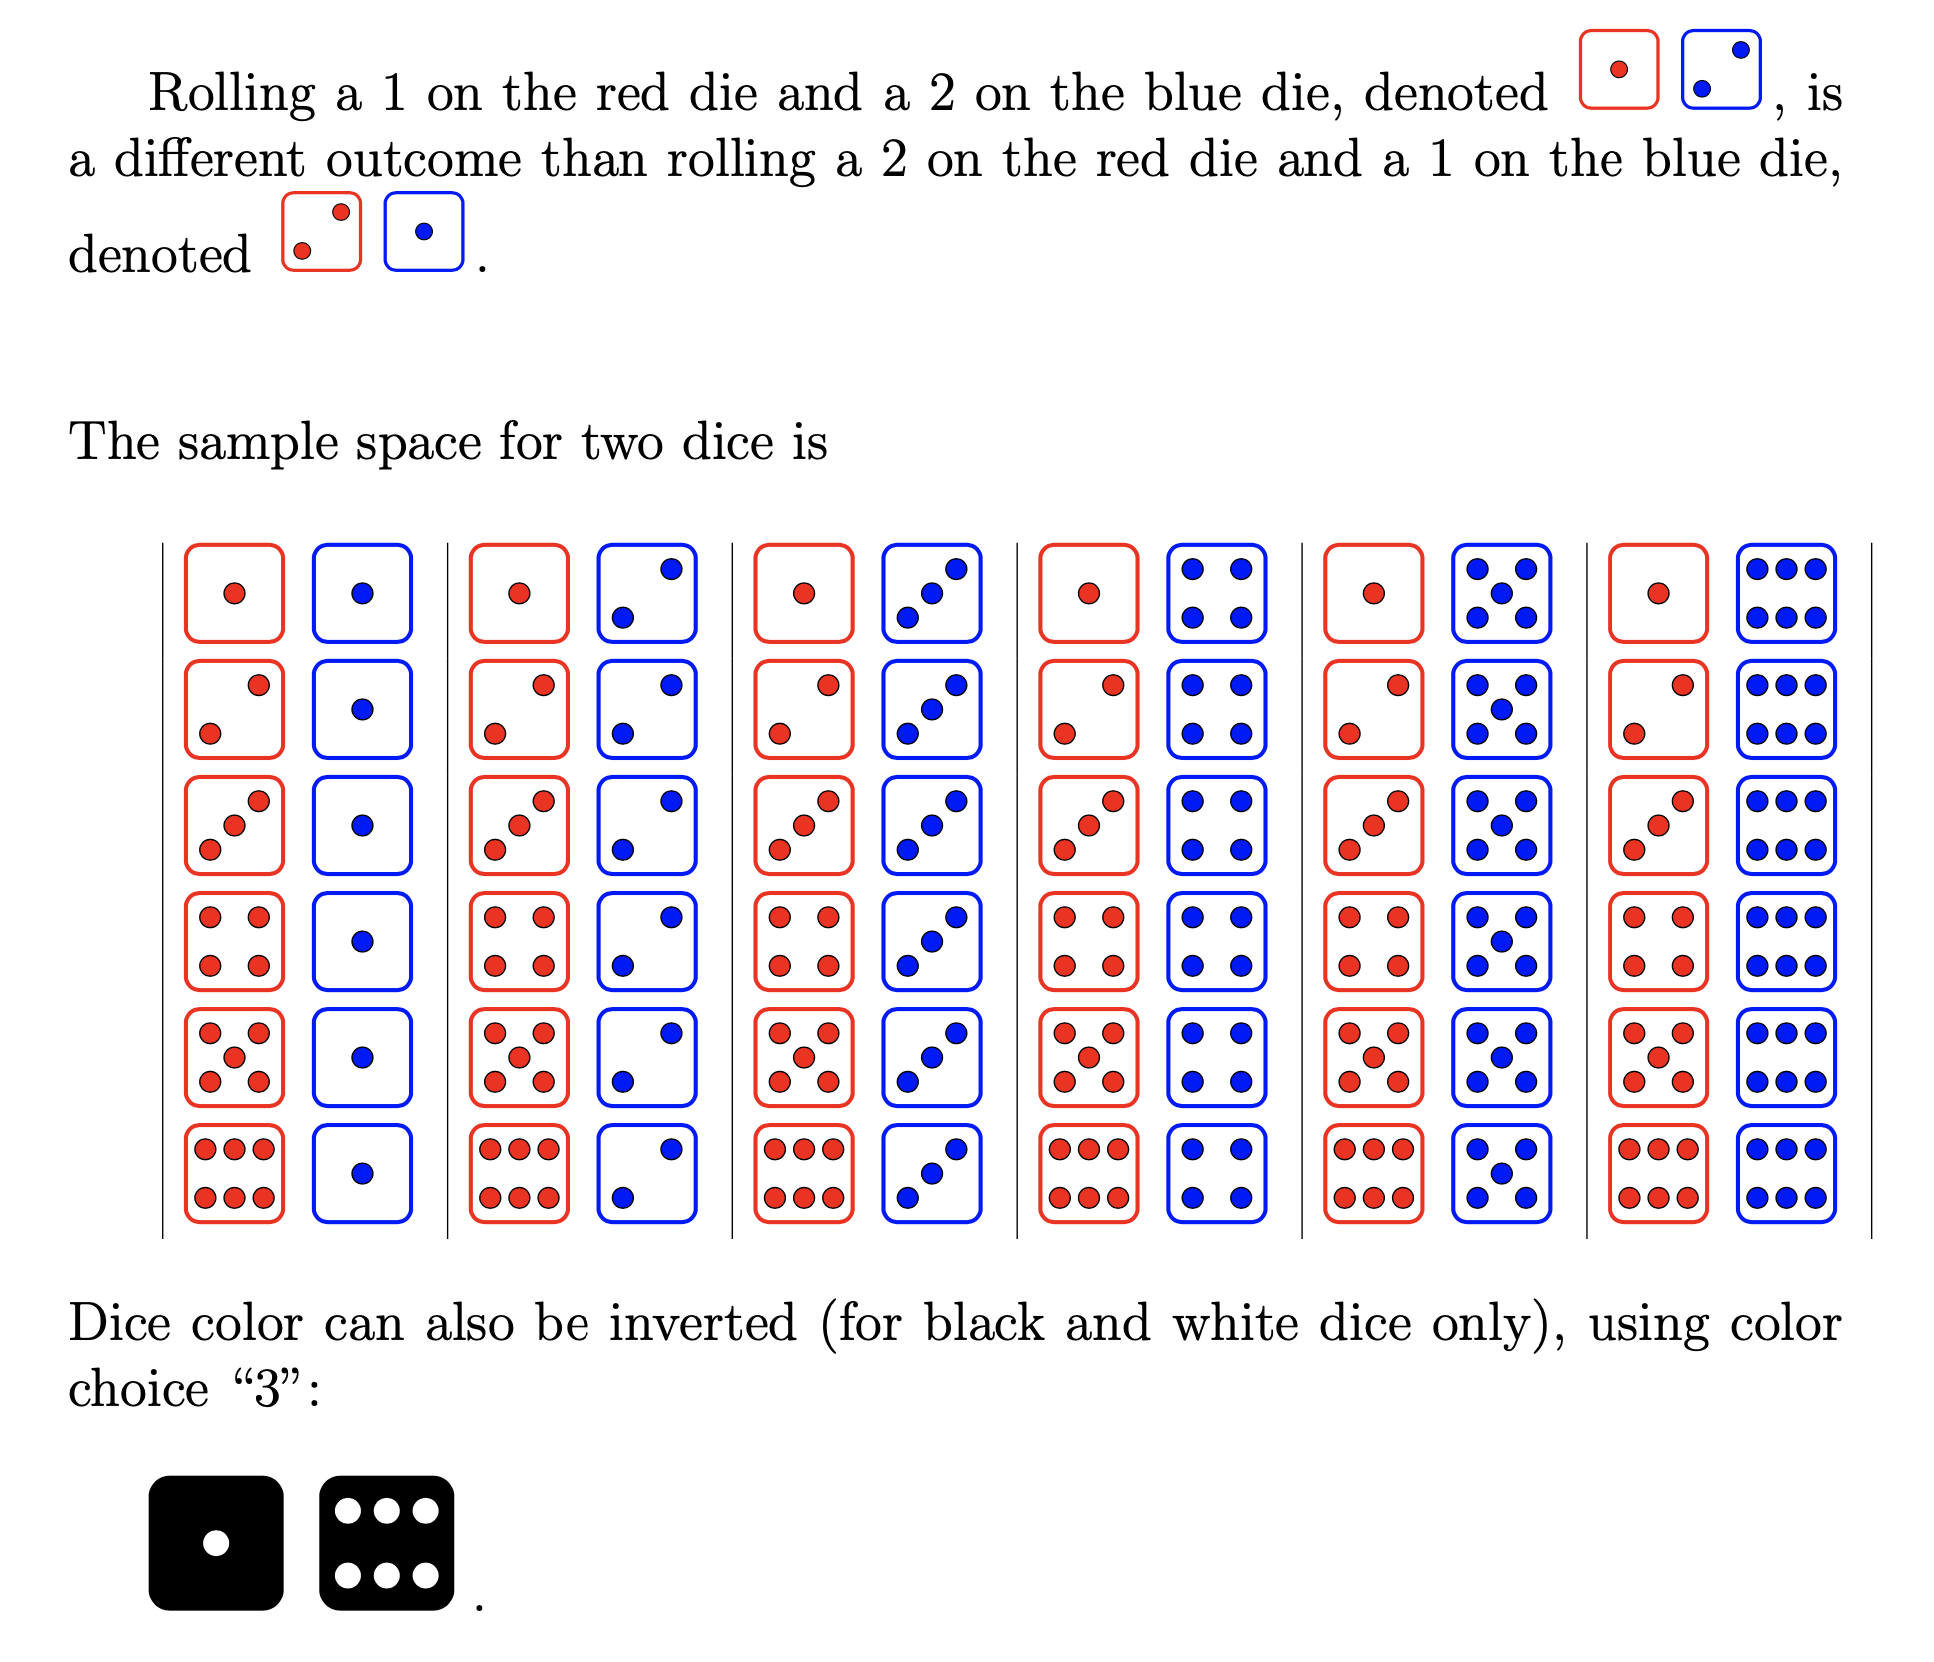 Rolling a 1 on the red die and a 2 on the blue die, denoted , is
a different outcome than rolling a 2 on the red die and a 1 on the blue die,
denoted .
The sample space for two dice is
Dice color can also be inverted (for black and white dice only), using color
choice “3”:
.